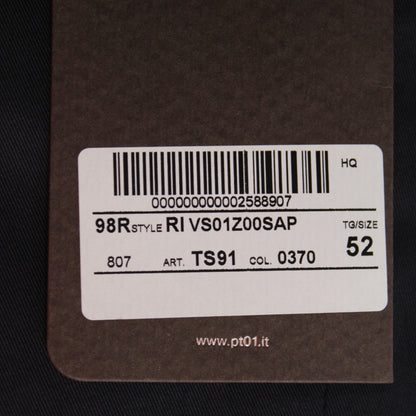 HQ
000000000002588907
98R STYLE RI VS01Z00SAP TG/SIZE
807 ART. TS91 COL. 0370 52
www.pt01.it